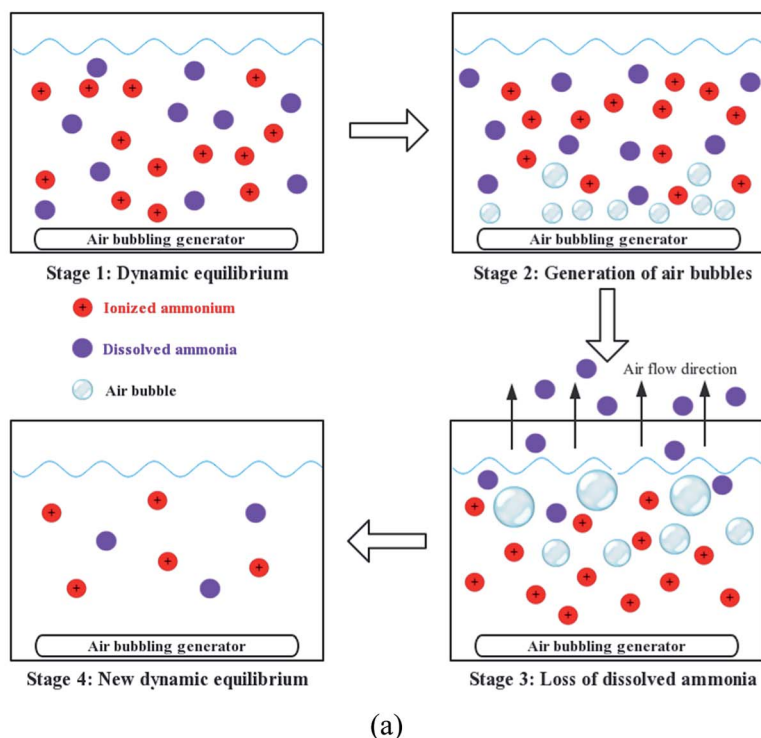 Air bubbling generator
Stage 1: Dynamic equilibrium
Air bubbling generator
Stage 2: Generation of air bubbles
+ Ionized ammonium
Dissolved ammonia
Air bubble
Air flow direction
Air bubbling generator
Stage 3: Loss of dissolved ammonia
Air bubbling generator
Stage 4: New dynamic equilibrium
(a)